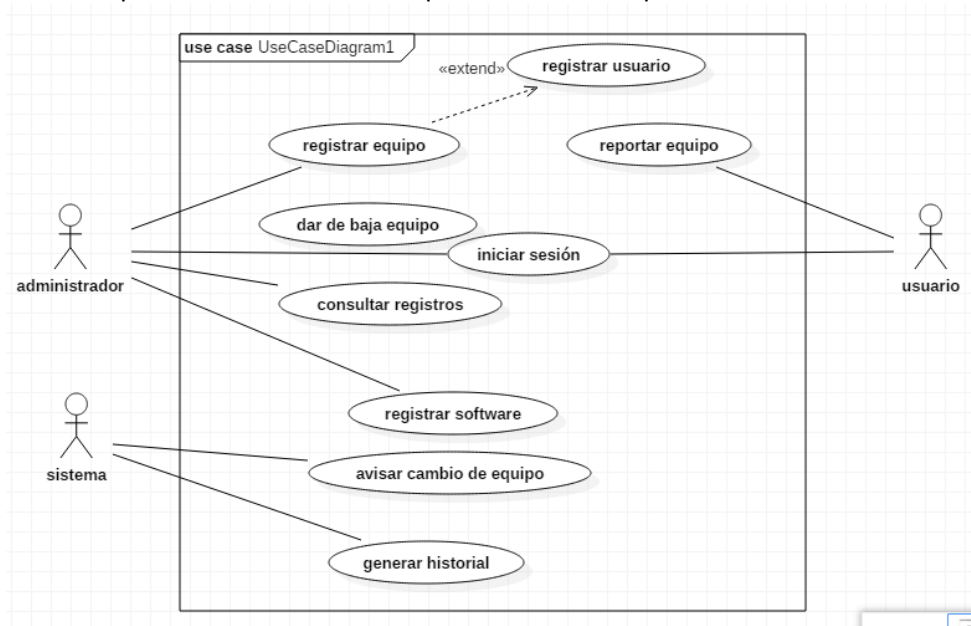 use case UseCaseDiagram1
«extend»
registrar usuario
registrar equipo
reportar equipo
dar de baja equipo
iniciar sesión
administrador
usuario
consultar registros
registrar software
sistema
avisar cambio de equipo
generar historial